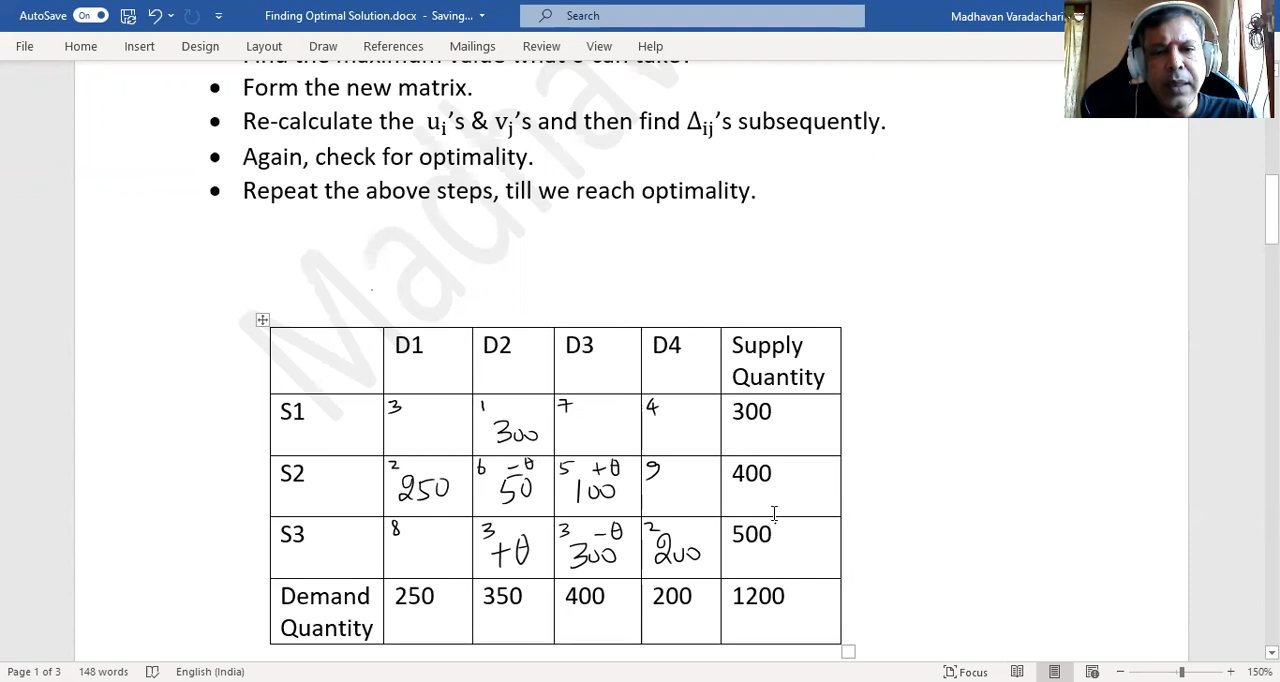 AutoSave On Finding Optimal Solution.docx - Saving... Search Madhavan Varadachari
File Home Insert Design Layout Draw References Mailings Review View Help
• Form the new matrix.
• Re-calculate the uᵢ’s & vⱼ’s and then find Δᵢⱼ’s subsequently.
• Again, check for optimality.
• Repeat the above steps, till we reach optimality.
Madhav
D1 D2 D3 D4 Supply Quantity
S1 3 1 300 7 4 300
S2 2 250 6 -θ 50 5 +θ 100 9 400
S3 8 3 +θ 3 -θ 300 2 200 500
Demand Quantity 250 350 400 200 1200
Page 1 of 3 148 words English (India) Focus 150%